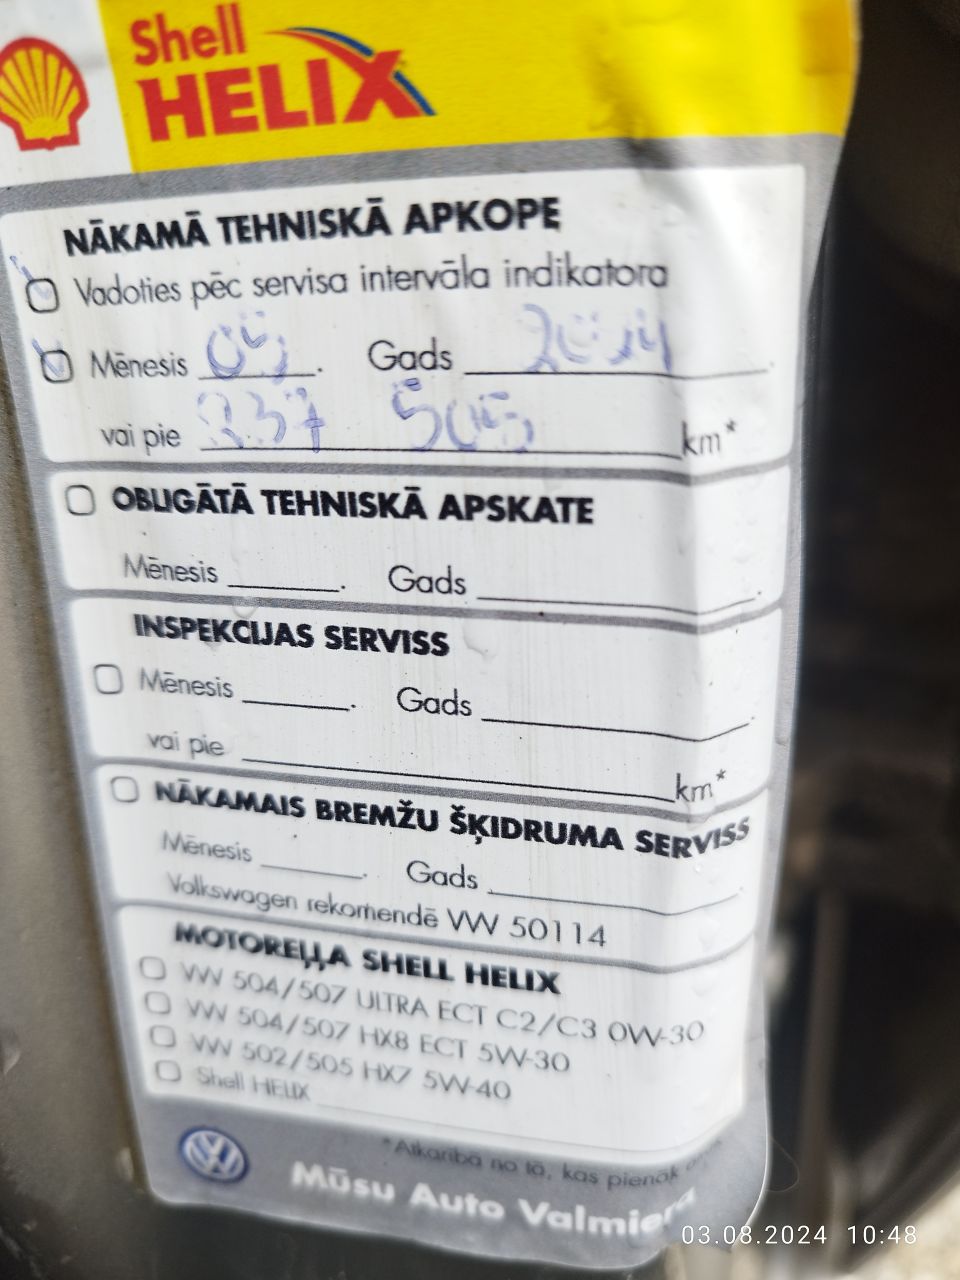 Shell
HELIX
NĀKAMĀ TEHNISKĀ APKOPE
Vadoties pēc servisa intervāla indikatora
Mēnesis 05. Gads .
vai pie 337 505 km*
OBLIGĀTĀ TEHNISKĀ APSKATE
Mēnesis . Gads .
INSPEKCIJAS SERVISS
Mēnesis . Gads .
vai pie km*
NĀKAMAIS BREMŽU ŠĶIDRUMA SERVISS
Mēnesis . Gads .
Volkswagen rekomendē VW 50114
MOTOREĻĻA SHELL HELIX
VW 504/507 ULTRA ECT C2/C3 0W-30
VW 504/507 HX8 ECT 5W-30
VW 502/505 HX7 5W-40
Shell HELIX
*Atkarībā no tā, kas pienāk
Mūsu Auto Valmiera
03.08.2024 10:48